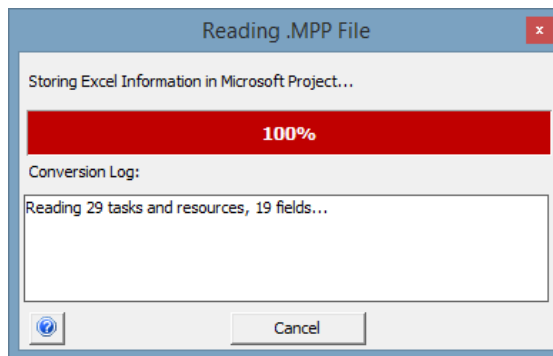 Reading .MPP File
x
Storing Excel Information in Microsoft Project...
100%
Conversion Log:
Reading 29 tasks and resources, 19 fields...
?
Cancel